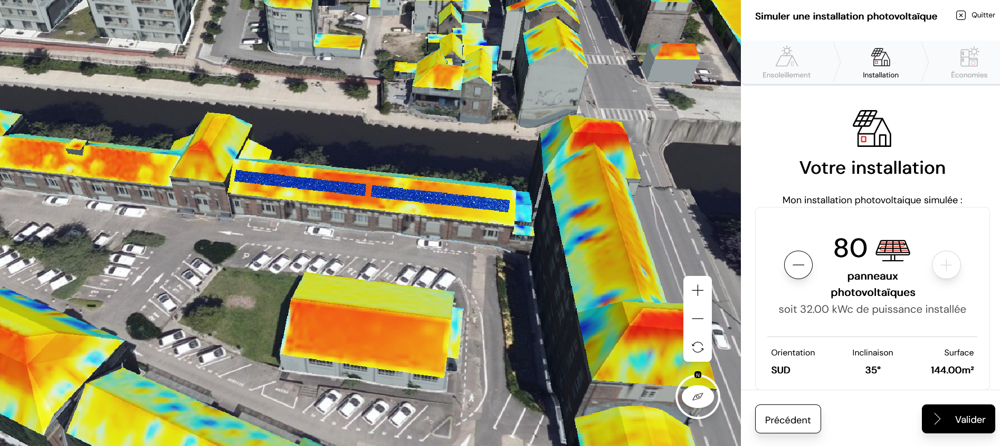 Simuler une installation photovoltaïque
Quitter
Ensoleillement
Installation
Économies
Votre installation
Mon installation photovoltaique simulée :
80
panneaux
photovoltaïques
soit 32.00 kWc de puissance installée
Orientation
Inclinaison
Surface
SUD
35°
144.00m²
N
Précédent
Valider